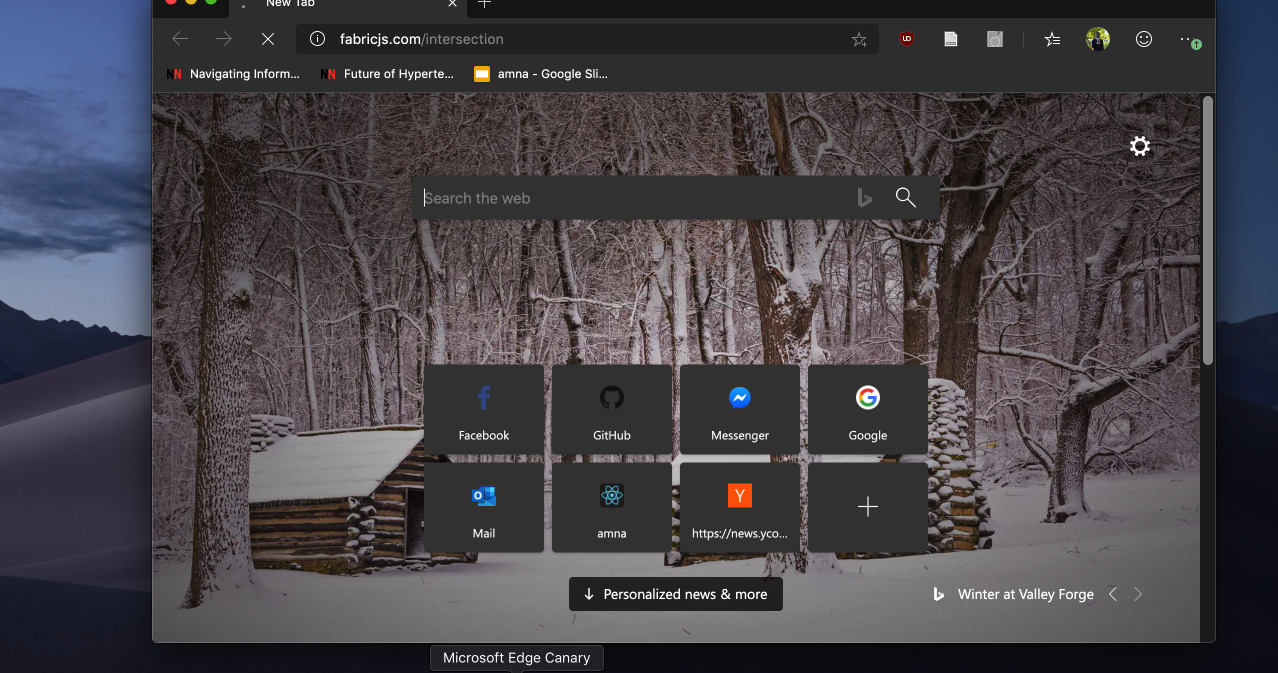 New Tab
fabricjs.com/intersection
Navigating Inform...
Future of Hyperte...
amna - Google Sli...
Search the web
Facebook
GitHub
Messenger
Google
Mail
amna
https://news.yco...
Personalized news & more
Winter at Valley Forge
Microsoft Edge Canary